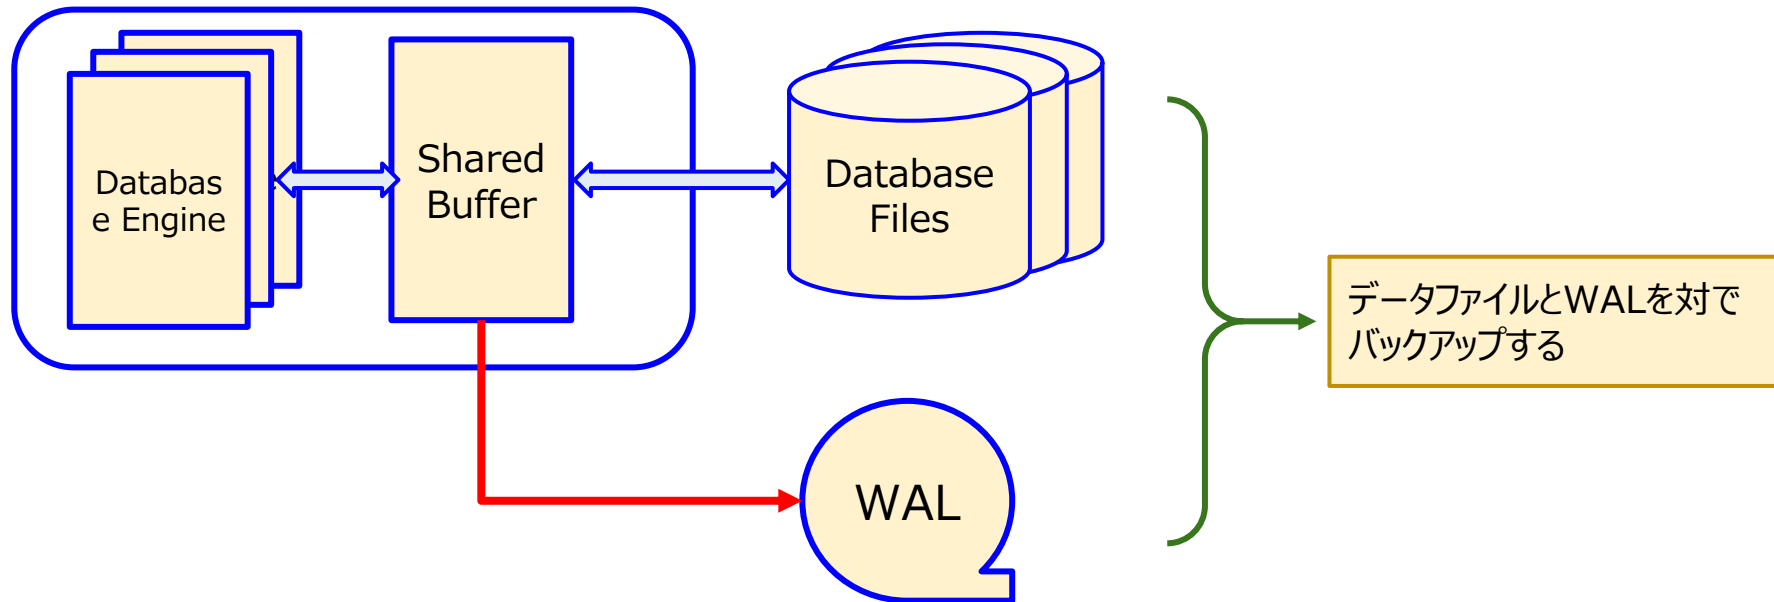 Databas
e Engine
Shared
Buffer
Database
Files
データファイルとWALを対で
バックアップする
WAL